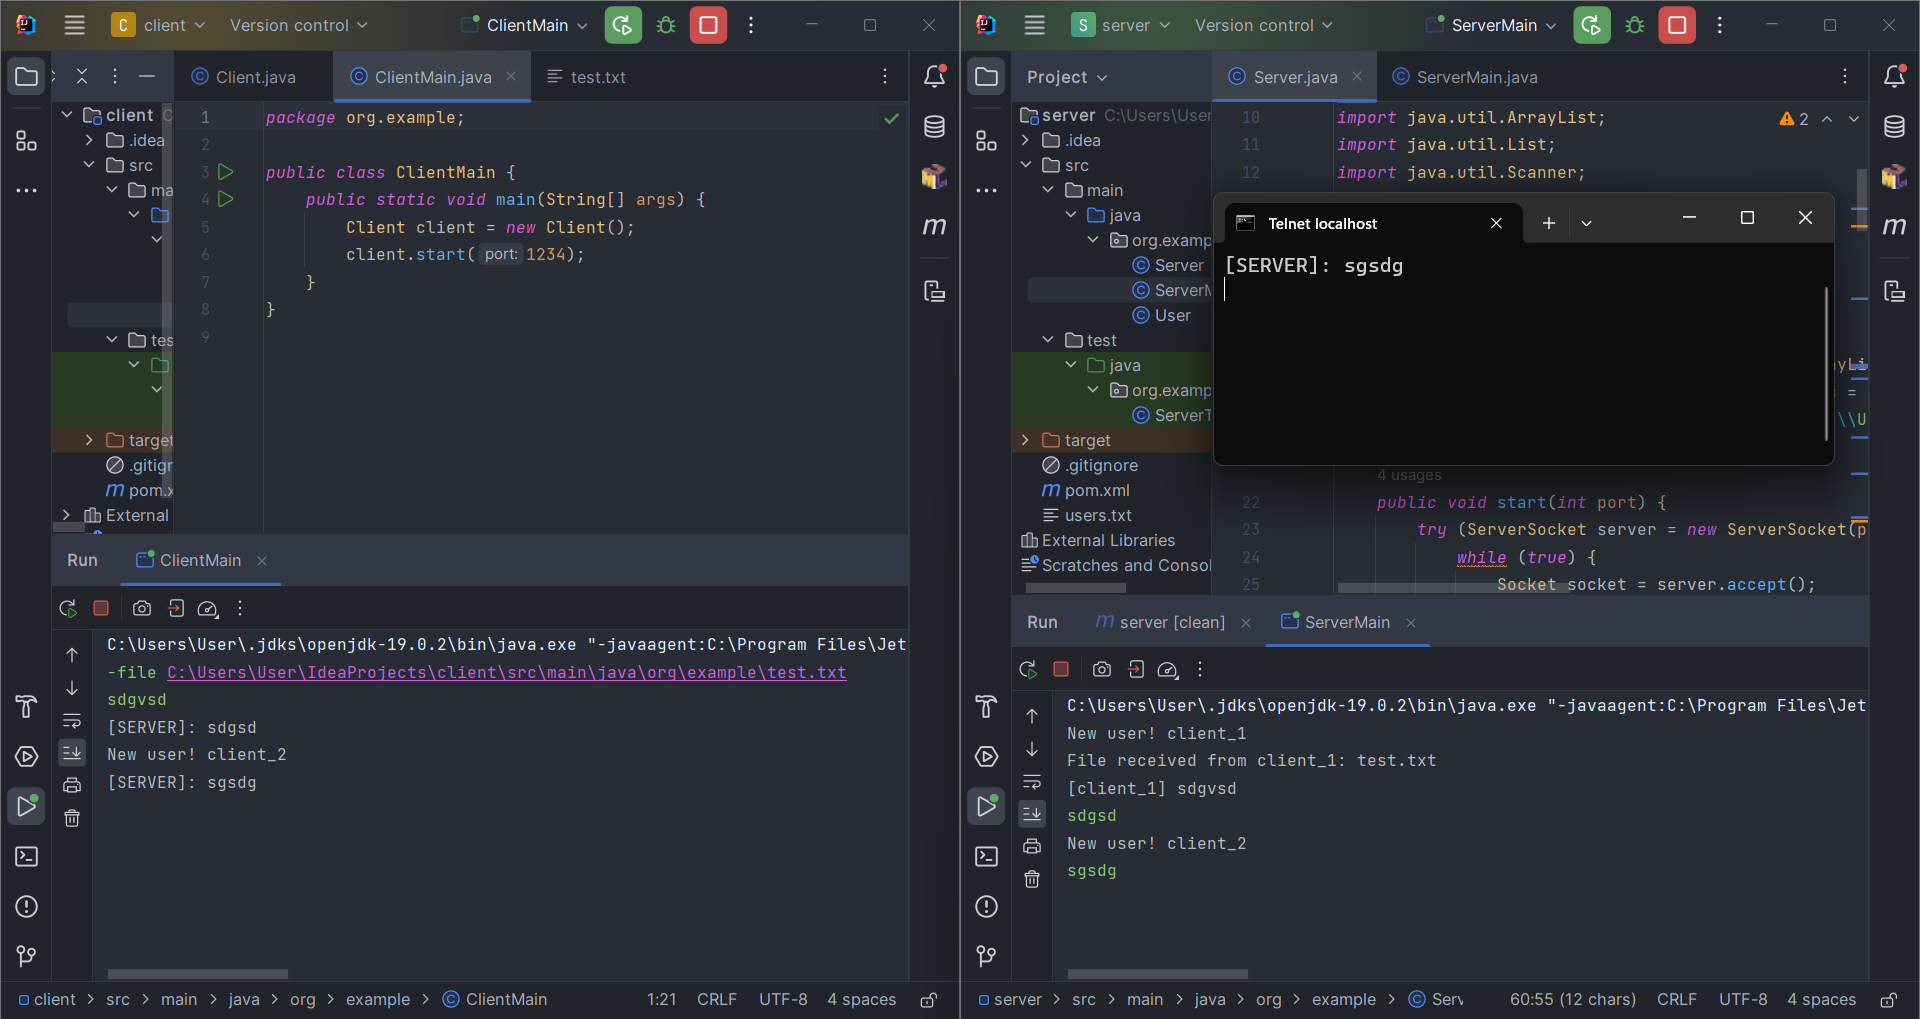 C client Version control ClientMain
Client.java ClientMain.java test.txt
client C
.idea
src
ma
tes
target
.gitigr
pom.x
External
1 package org.example;
2
3 public class ClientMain {
4 public static void main(String[] args) {
5 Client client = new Client();
6 client.start( port: 1234);
7 }
8 }
9
Run ClientMain
C:\Users\User\.jdks\openjdk-19.0.2\bin\java.exe "-javaagent:C:\Program Files\Jet
-file C:\Users\User\IdeaProjects\client\src\main\java\org\example\test.txt
sdgvsd
[SERVER]: sdgsd
New user! client_2
[SERVER]: sgsdg
client > src > main > java > org > example > ClientMain 1:21 CRLF UTF-8 4 spaces
S server Version control ServerMain
Project Server.java ServerMain.java
server C:\Users\User
.idea
src
main
java
org.examp
Server
ServerM
User
test
java
org.examp
ServerT
target
.gitignore
pom.xml
users.txt
External Libraries
Scratches and Consol
10 import java.util.ArrayList;
2
11 import java.util.List;
12 import java.util.Scanner;
Telnet localhost
[SERVER]: sgsdg
yLi
s =
\\U
4 usages
22 public void start(int port) {
23 try (ServerSocket server = new ServerSocket(p
24 while (true) {
25 Socket socket = server.accept();
Run server [clean] ServerMain
C:\Users\User\.jdks\openjdk-19.0.2\bin\java.exe "-javaagent:C:\Program Files\Jet
New user! client_1
File received from client_1: test.txt
[client_1] sdgvsd
sdgsd
New user! client_2
sgsdg
server > src > main > java > org > example > Serv 60:55 (12 chars) CRLF UTF-8 4 spaces